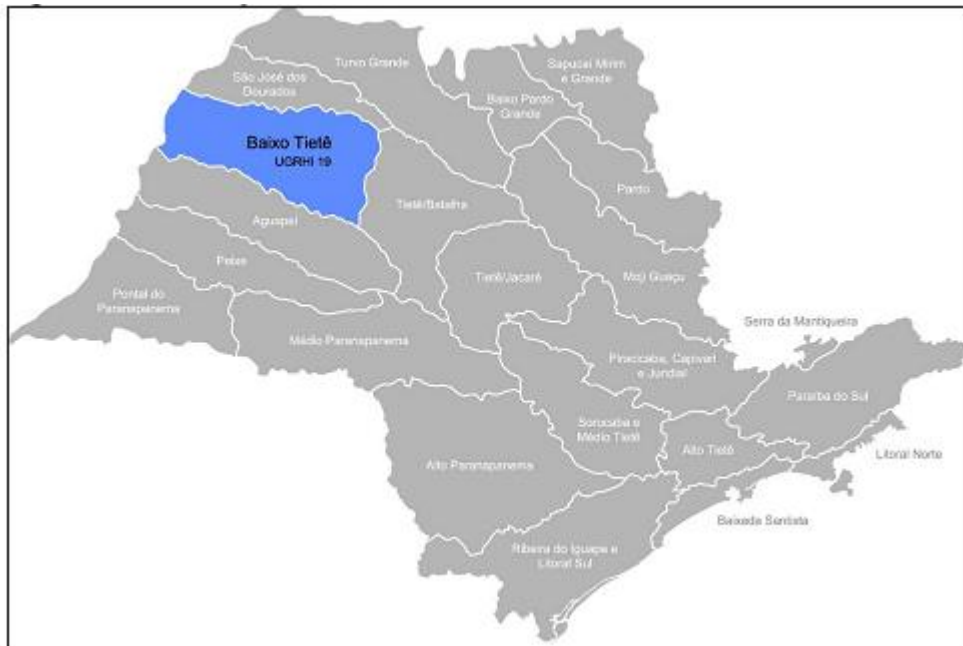 Turvo Grande
Sapucaí Mirim
e Grande
São José dos
Dourados
Baixo Pardo
Grande
Baixo Tietê
UGRHI 19
Pardo
Tietê/Batalha
Aguapeí
Peixe
Tietê/Jacaré
Moji Guaçu
Pontal do
Paranapanema
Serra da Mantiqueira
Médio Paranapanema
Piracicaba, Capivari
e Jundiaí
Paraíba do Sul
Sorocaba e
Médio Tietê
Alto Tietê
Litoral Norte
Alto Paranapanema
Baixada Santista
Ribeira do Iguape e
Litoral Sul